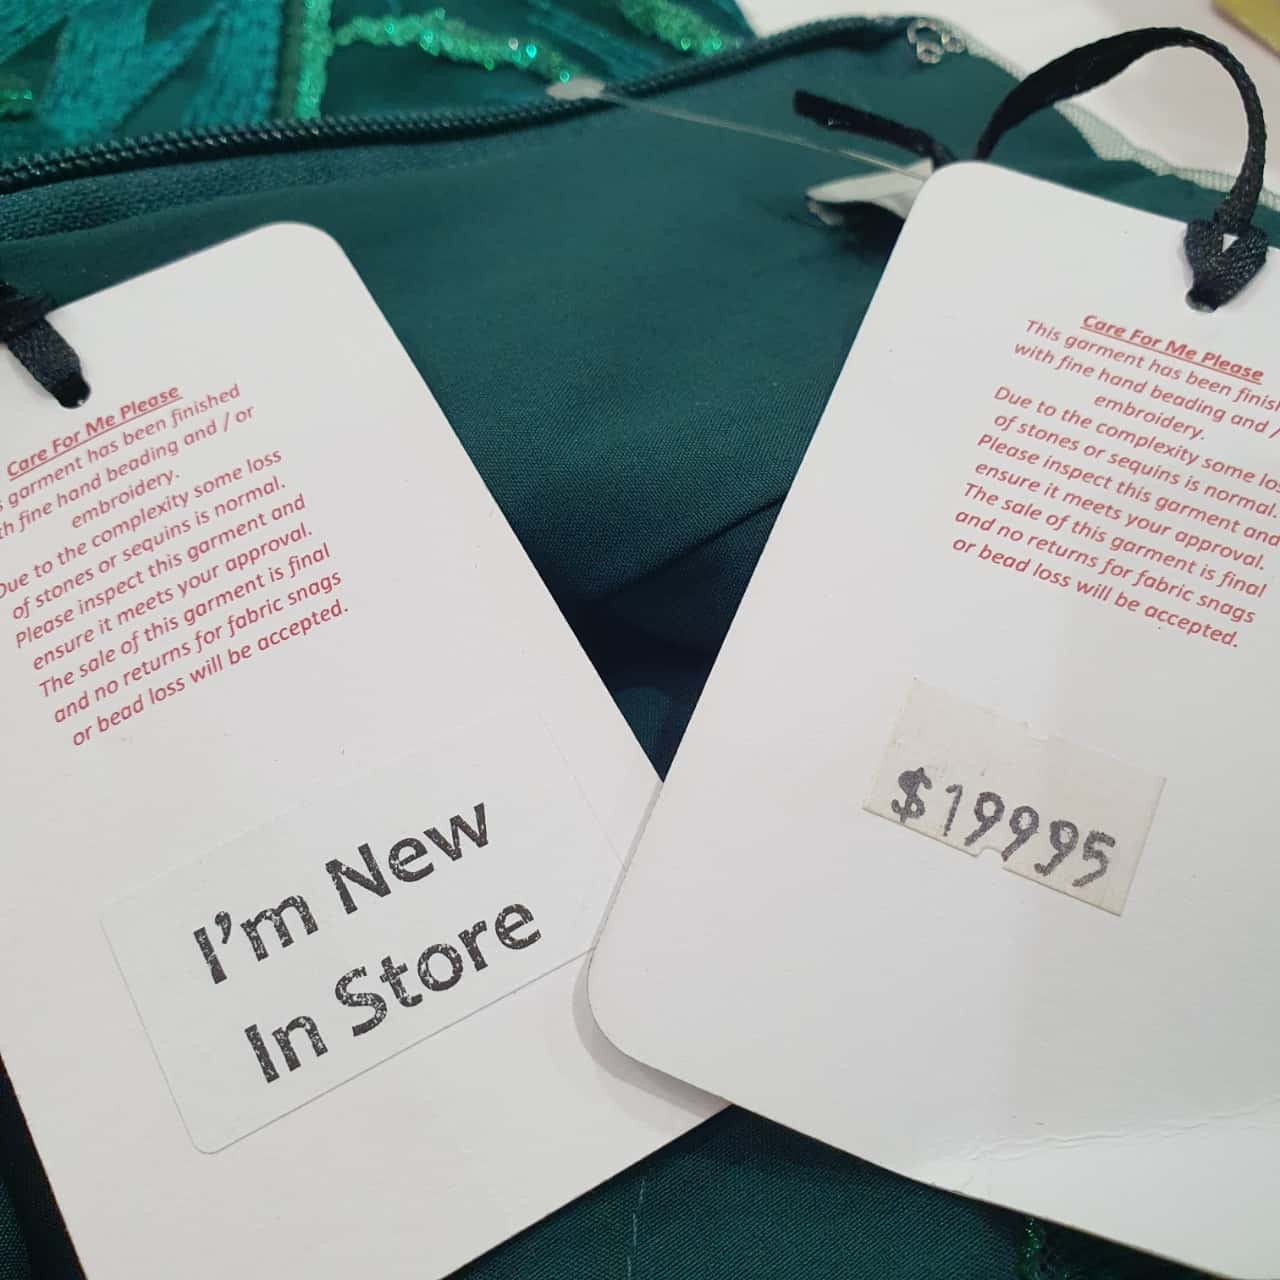 Care For Me Please
garment has been finished
fine hand beading and / or
embroidery.
Due to the complexity some loss
of stones or sequins is normal.
Please inspect this garment and
ensure it meets your approval.
The sale of this garment is final
and no returns for fabric snags
or bead loss will be accepted.
I'm New
In Store
Care For Me Please
This garment has been
with fine hand beading and /
embroidery.
Due to the complexity some
of stones or sequins is normal.
Please inspect this garment and
ensure it meets your approval.
The sale of this garment is final
and no returns for fabric snags
or bead loss will be accepted.
$19995